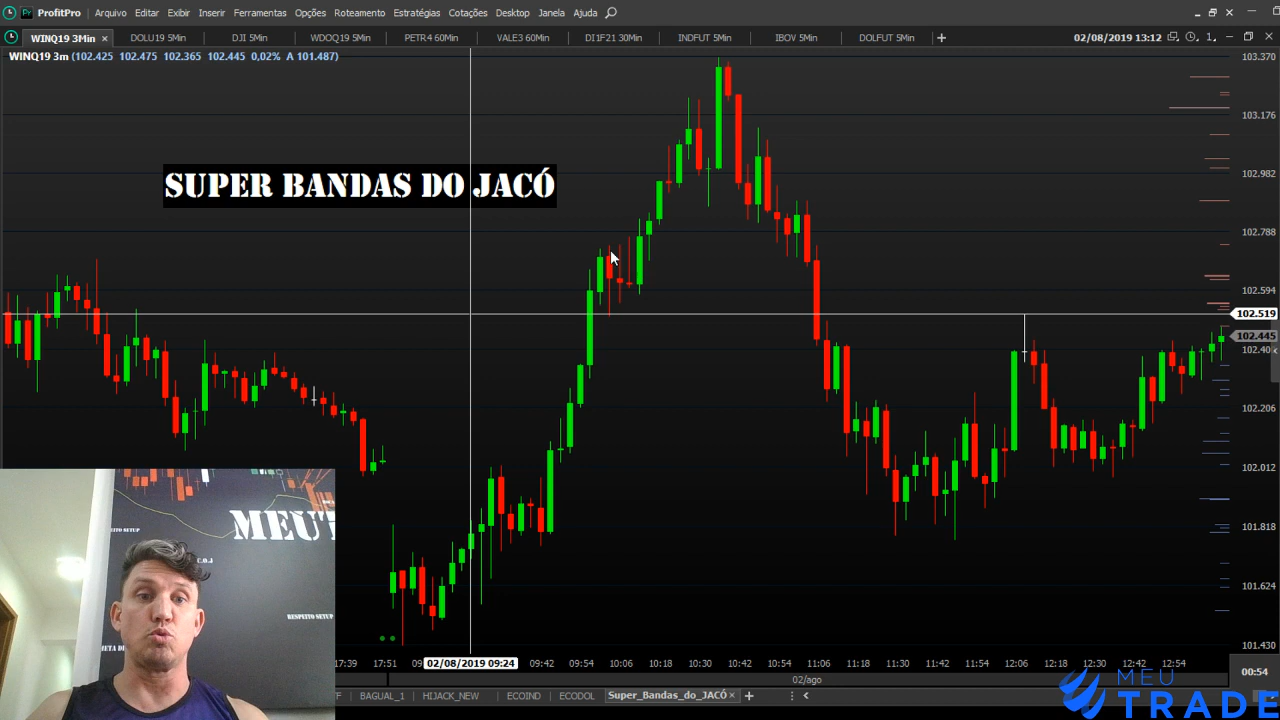 ProfitPro Arquivo Editar Exibir Inserir Ferramentas Opções Roteamento Estratégias Cotações Desktop Janela Ajuda
WINQ19 3Min × DOLU19 5Min DJI 5Min WDOQ19 5Min PETR4 60Min VALE3 60Min DI1F21 30Min INDFUT 5Min IBOV 5Min DOLFUT 5Min + 02/08/2019 13:12
WINQ19 3m (102.425 102.475 102.365 102.445 0,02% A 101.487)
103.370
103.176
SUPER BANDAS DO JACÓ
102.982
102.788
102.594
102.519
102.445
102.40
102.206
102.012
101.818
101.624
101.430
RESPEITO SETUP
17:39 17:51 02/08/2019 09:24 09:42 09:54 10:06 10:18 10:30 10:42 10:54 11:06 11:18 11:30 11:42 11:54 12:06 12:18 12:30 12:42 12:54
00:54
02/ago
BAGUAL_1 HIJACK_NEW ECOIND ECODOL Super_Bandas_do_JACÓ × +
MEU
TRADE